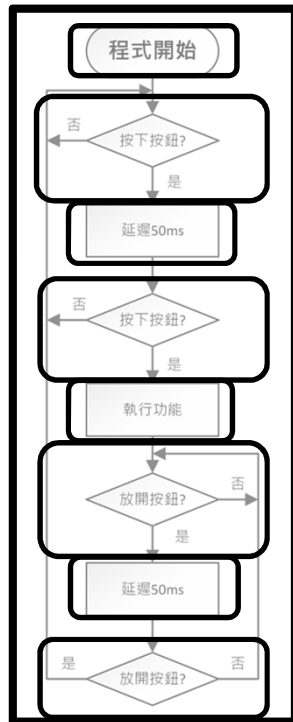 程式開始
否
按下按鈕?
是
延遲50ms
否
按下按鈕?
是
執行功能
放開按鈕?
否
是
延遲50ms
是
放開按鈕?
否